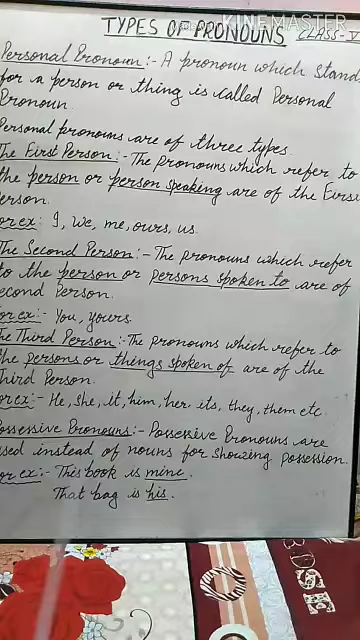 TYPES OF PRONOUNS CLASS-V
KINEMASTER
Personal Pronoun:- A pronoun which stand
for a person or thing is called Personal
Pronoun.
Personal pronouns are of three types.
The First Person:- The pronouns which refer to
the person or person speaking are of the First
Person.
For ex: I, we, me, ours, us.
The Second Person:- The pronouns which refer
to the person or persons spoken to are of
Second Person.
For ex:- You, yours.
The Third Person:- The pronouns which refer to
the persons or things spoken of are of the
Third Person.
For ex:- He, she, it, him, her, its, they, them etc.
Possessive Pronouns:- Possessive Pronouns are
used instead of nouns for showing possession.
For ex:- This book is mine.
That bag is his.